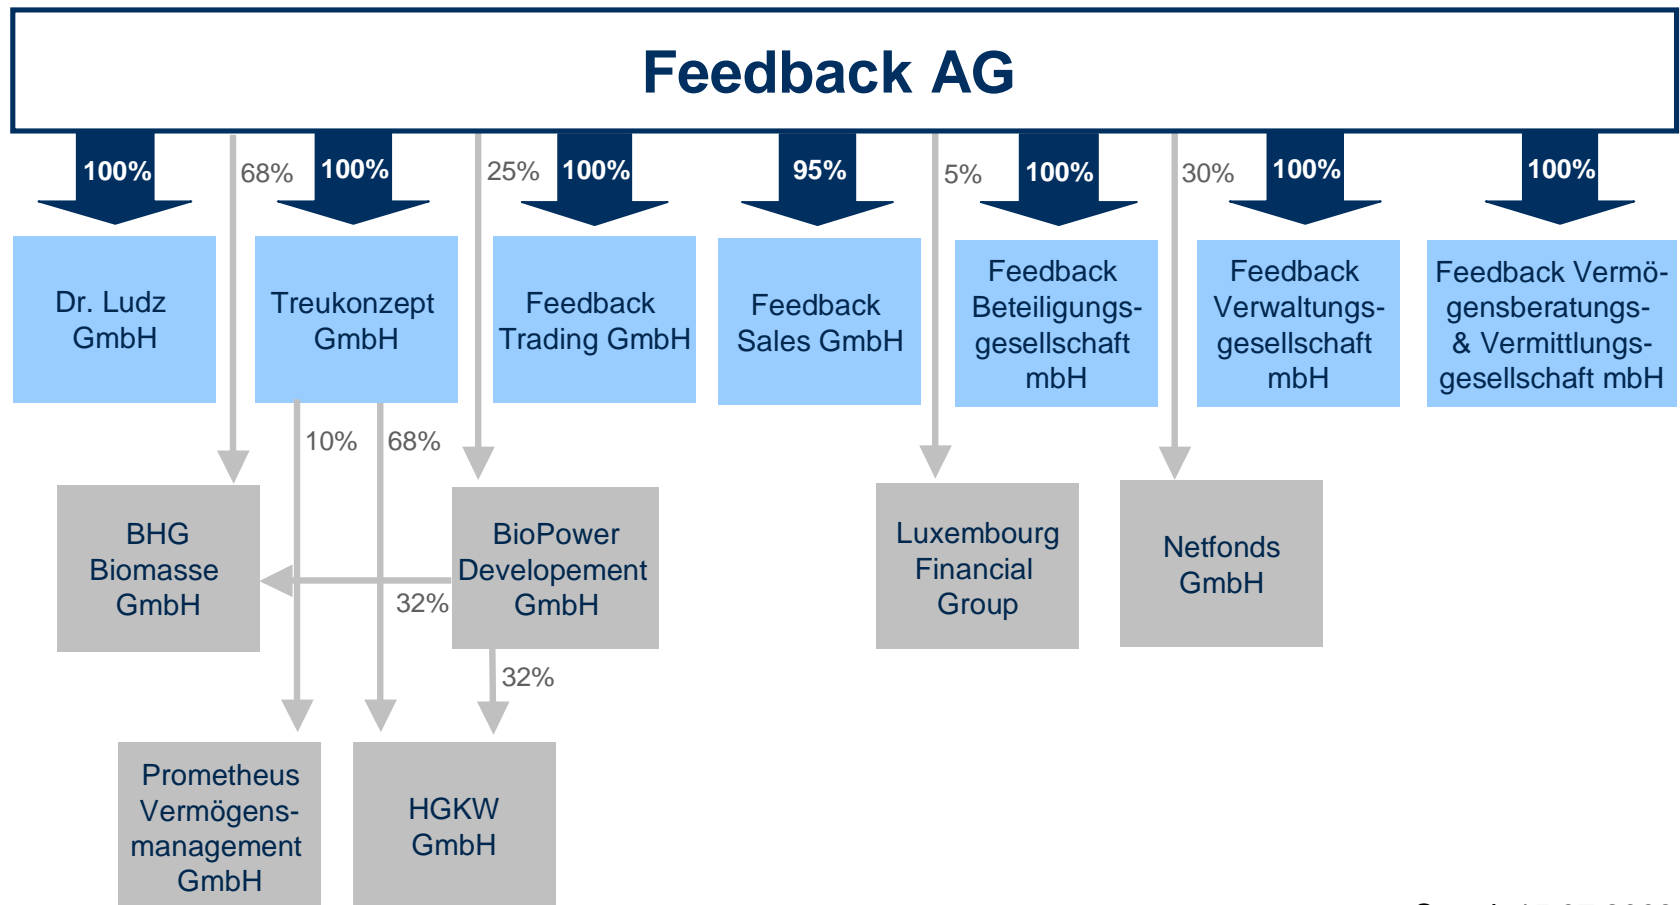 Feedback AG
100%
68%
100%
25%
100%
95%
5%
100%
30%
100%
100%
Dr. Ludz
GmbH
Treukonzept
GmbH
Feedback
Trading GmbH
Feedback
Sales GmbH
Feedback
Beteiligungs-
gesellschaft
mbH
Feedback
Verwaltungs-
gesellschaft
mbH
Feedback Vermö-
gensberatungs-
& Vermittlungs-
gesellschaft mbH
10%
68%
BHG
Biomasse
GmbH
BioPower
Developement
GmbH
32%
Luxembourg
Financial
Group
Netfonds
GmbH
32%
Prometheus
Vermögens-
management
GmbH
HGKW
GmbH